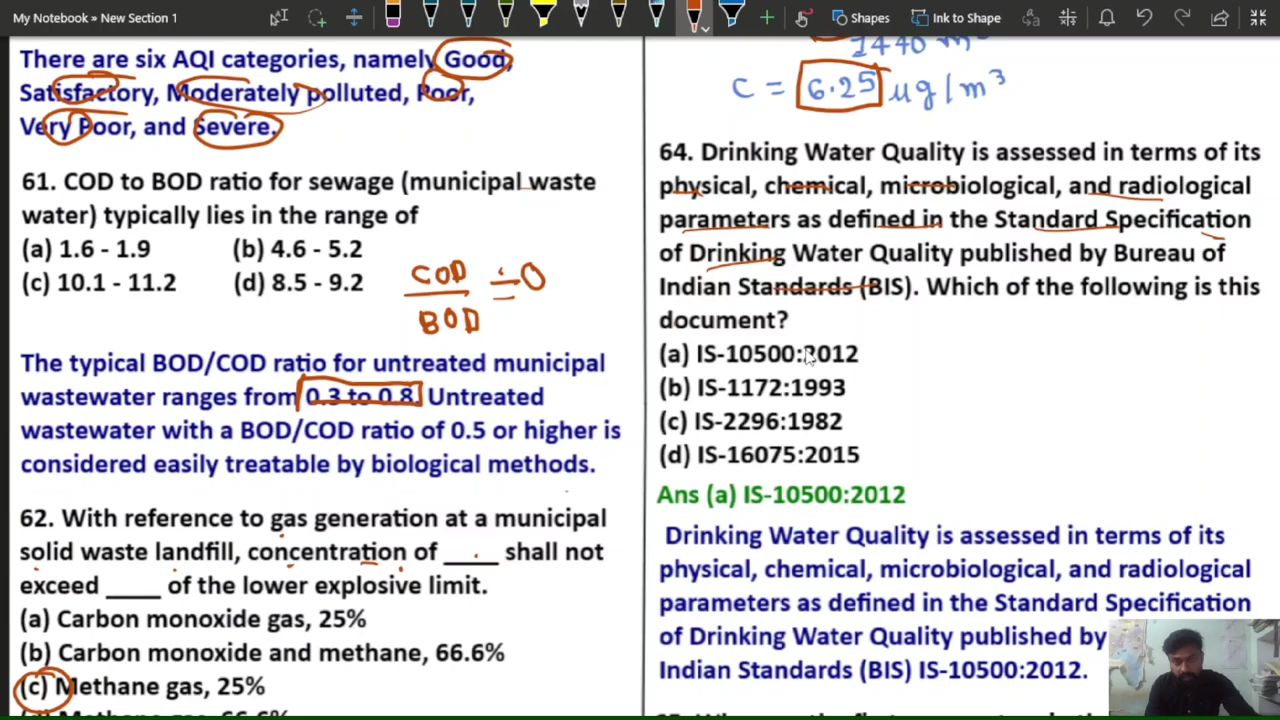 My Notebook » New Section 1
Shapes
Ink to Shape
There are six AQI categories, namely Good,
Satisfactory, Moderately polluted, Poor,
Very Poor, and Severe.
61. COD to BOD ratio for sewage (municipal waste
water) typically lies in the range of
(a) 1.6 - 1.9 (b) 4.6 - 5.2
(c) 10.1 - 11.2 (d) 8.5 - 9.2
COD
BOD
The typical BOD/COD ratio for untreated municipal
wastewater ranges from 0.3 to 0.8. Untreated
wastewater with a BOD/COD ratio of 0.5 or higher is
considered easily treatable by biological methods.
62. With reference to gas generation at a municipal
solid waste landfill, concentration of ____ shall not
exceed ____ of the lower explosive limit.
(a) Carbon monoxide gas, 25%
(b) Carbon monoxide and methane, 66.6%
(c) Methane gas, 25%
1440 m³
C = 6.25 µg/m³
64. Drinking Water Quality is assessed in terms of its
physical, chemical, microbiological, and radiological
parameters as defined in the Standard Specification
of Drinking Water Quality published by Bureau of
Indian Standards (BIS). Which of the following is this
document?
(a) IS-10500:2012
(b) IS-1172:1993
(c) IS-2296:1982
(d) IS-16075:2015
Ans (a) IS-10500:2012
Drinking Water Quality is assessed in terms of its
physical, chemical, microbiological, and radiological
parameters as defined in the Standard Specification
of Drinking Water Quality published by
Indian Standards (BIS) IS-10500:2012.